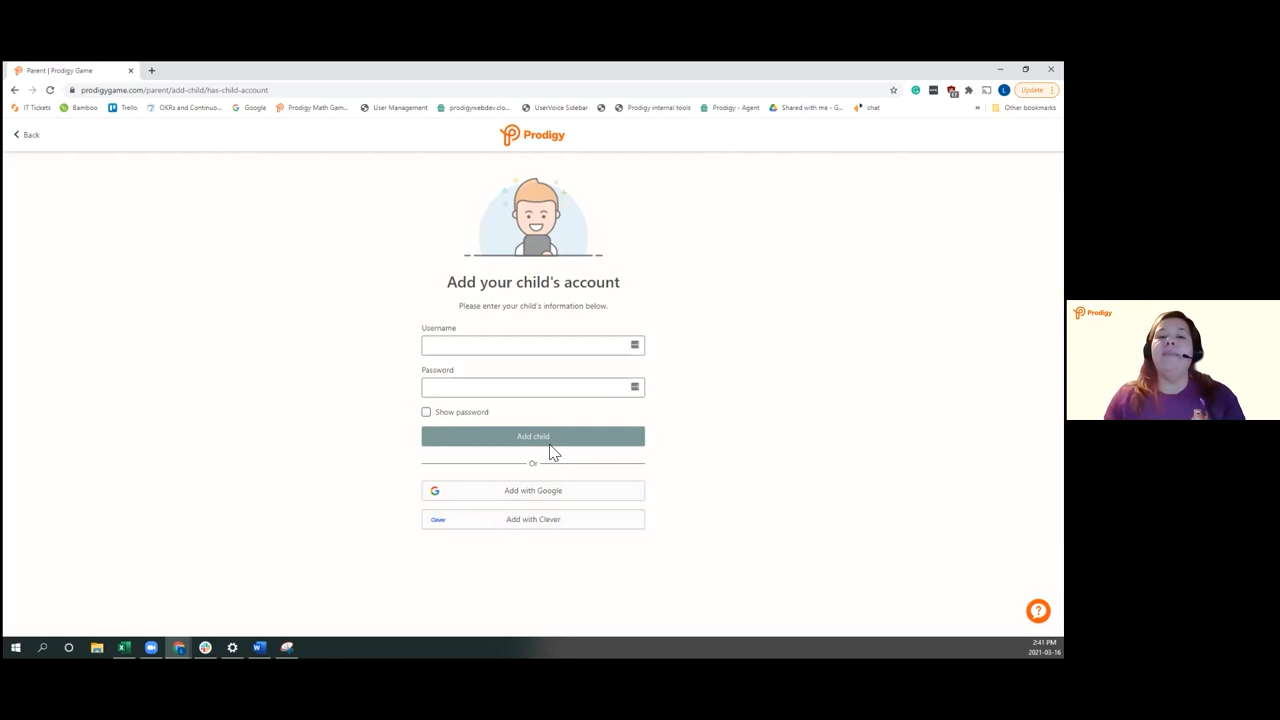 Parent | Prodigy Game
prodigygame.com/parent/add-child/has-child-account
Update
IT Tickets
Bamboo
Trello
OKRs and Continuo...
Google
Prodigy Math Gam...
User Management
prodigywebdev.clo...
UserVoice Sidebar
Prodigy internal tools
Prodigy - Agent
Shared with me - G...
chat
»
Other bookmarks
Back
Prodigy
Add your child's account
Please enter your child's information below.
Username
Password
Show password
Add child
Or
Add with Google
Clever
Add with Clever
Prodigy
2:41 PM
2021-03-16